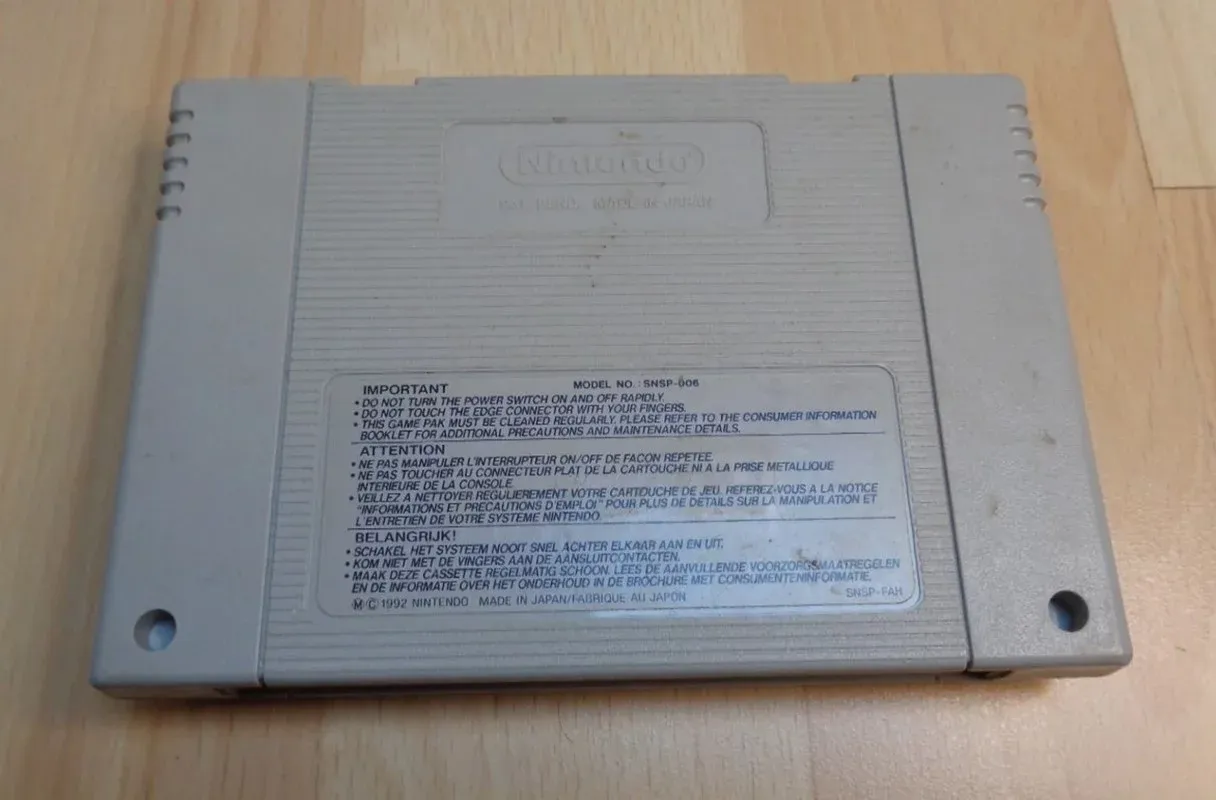 Nintendo®
PAT. PEND. MADE IN JAPAN
IMPORTANT MODEL NO.: SNSP-006
• DO NOT TURN THE POWER SWITCH ON AND OFF RAPIDLY.
• DO NOT TOUCH THE EDGE CONNECTOR WITH YOUR FINGERS.
• THIS GAME PAK MUST BE CLEANED REGULARLY. PLEASE REFER TO THE CONSUMER INFORMATION
BOOKLET FOR ADDITIONAL PRECAUTIONS AND MAINTENANCE DETAILS.
ATTENTION
• NE PAS MANIPULER L'INTERRUPTEUR ON/OFF DE FACON REPETEE.
• NE PAS TOUCHER AU CONNECTEUR PLAT DE LA CARTOUCHE NI A LA PRISE METALLIQUE
INTERIEURE DE LA CONSOLE.
• VEILLEZ A NETTOYER REGULIEREMENT VOTRE CARTOUCHE DE JEU. REFEREZ-VOUS A LA NOTICE
"INFORMATIONS ET PRECAUTIONS D'EMPLOI" POUR PLUS DE DETAILS SUR LA MANIPULATION ET
L'ENTRETIEN DE VOTRE SYSTEME NINTENDO.
BELANGRIJK!
• SCHAKEL HET SYSTEEM NOOIT SNEL ACHTER ELKAAR AAN EN UIT.
• KOM NIET MET DE VINGERS AAN DE AANSLUITCONTACTEN.
• MAAK DEZE CASSETTE REGELMATIG SCHOON. LEES DE AANVULLENDE VOORZORGSMAATREGELEN
EN DE INFORMATIE OVER HET ONDERHOUD IN DE BROCHURE MET CONSUMENTENINFORMATIE.
Ⓜ © 1992 NINTENDO MADE IN JAPAN/FABRIQUE AU JAPON SNSP-FAH